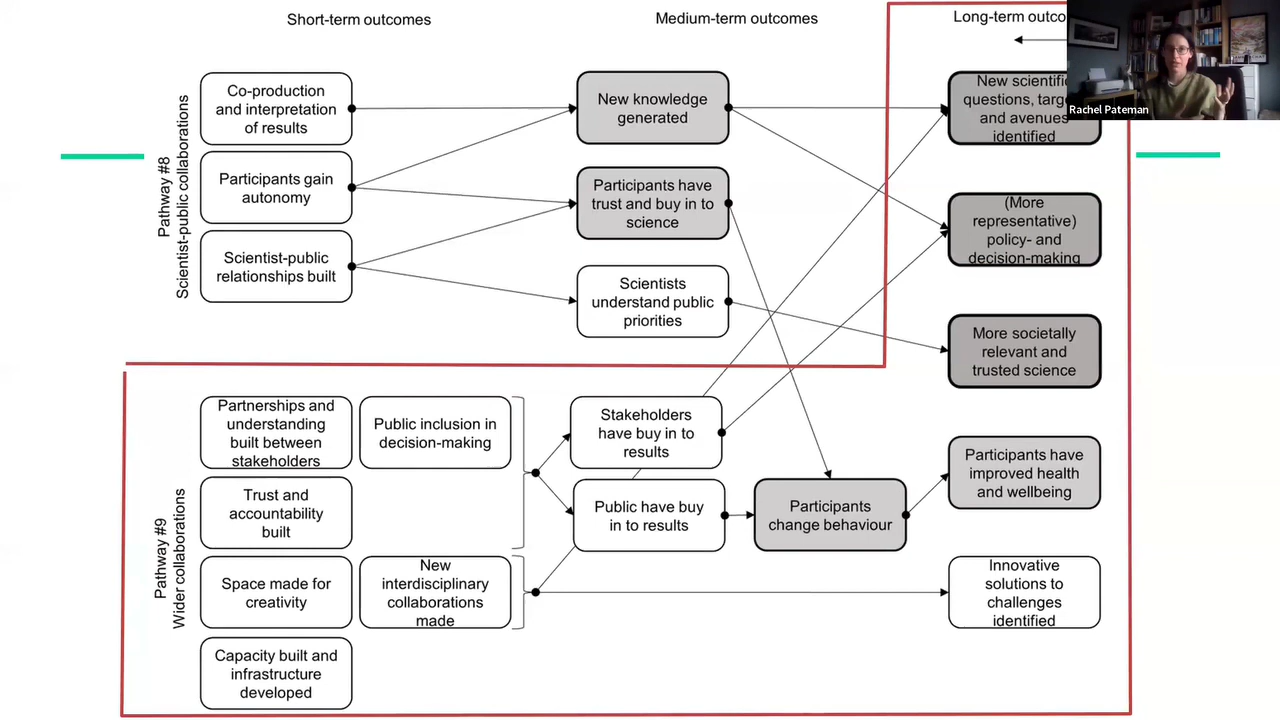 Short-term outcomes
Medium-term outcomes
Long-term
Rachel Pateman
Pathway #8
Scientist-public collaborations
Co-production
and interpretation
of results
Participants gain
autonomy
Scientist-public
relationships built
New knowledge
generated
Participants have
trust and buy in to
science
Scientists
understand public
priorities
New
questions,
and avenues
identified
(More
representative)
policy- and
decision-making
More societally
relevant and
trusted science
Participants have
improved health
and wellbeing
Innovative
solutions to
challenges
identified
Pathway #9
Wider collaborations
Partnerships and
understanding
built between
stakeholders
Public inclusion in
decision-making
Trust and
accountability
built
Space made for
creativity
New
interdisciplinary
collaborations
made
Capacity built and
infrastructure
developed
Stakeholders
have buy in to
results
Public have buy
in to results
Participants
change behaviour